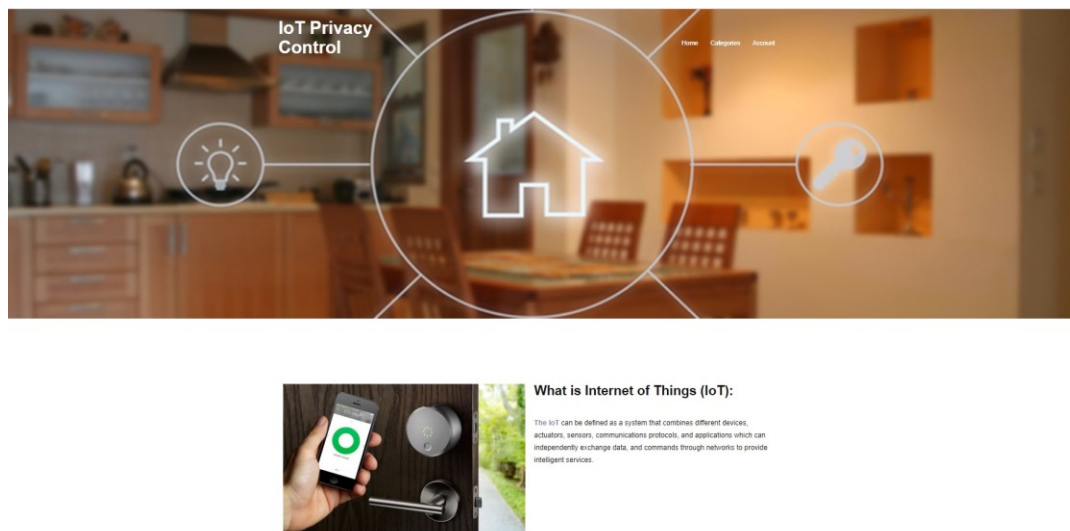 IoT Privacy
Control
Home Categories Account
What is Internet of Things (IoT):
The IoT can be defined as a system that combines different devices,
actuators, sensors, communications protocols, and applications which can
independently exchange data, and commands through networks to provide
intelligent services.